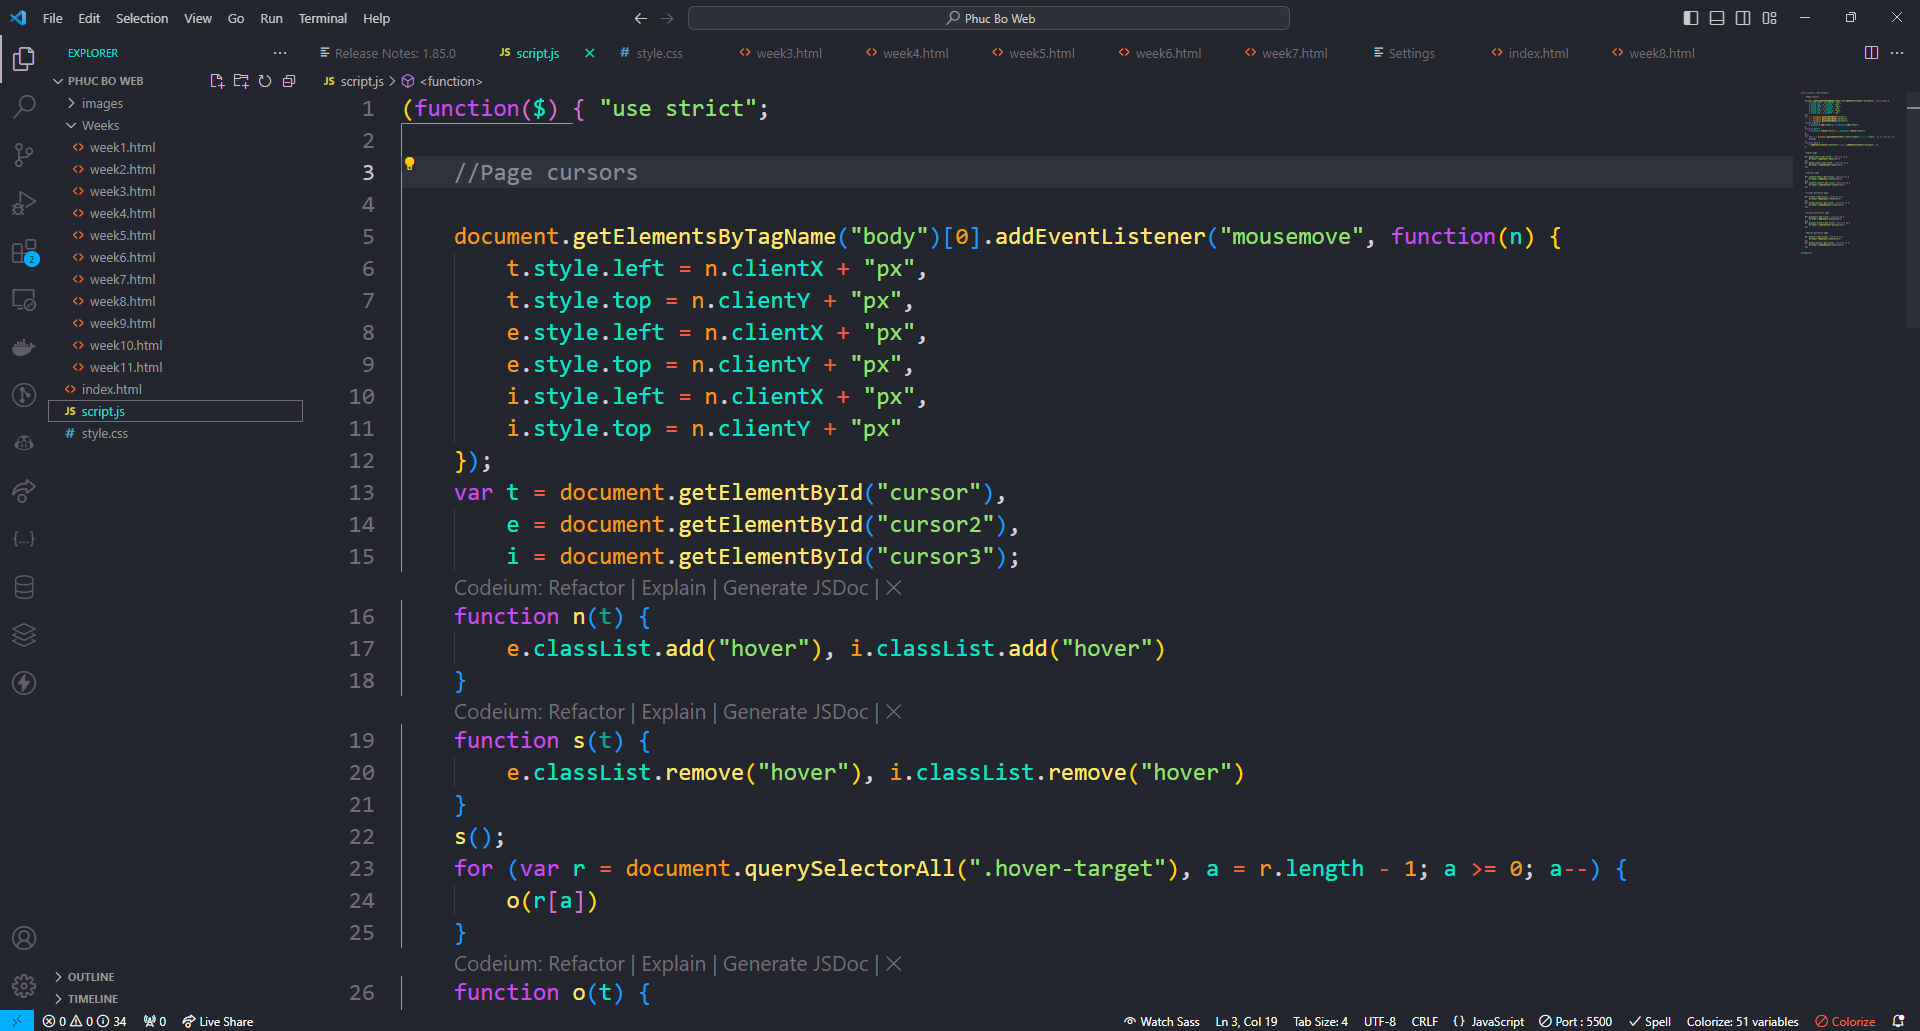 File Edit Selection View Go Run Terminal Help
Phuc Bo Web
EXPLORER
PHUC BO WEB
images
Weeks
week1.html
week2.html
week3.html
week4.html
week5.html
week6.html
week7.html
week8.html
week9.html
week10.html
week11.html
index.html
JS script.js
# style.css
OUTLINE
TIMELINE
2
{...}
Release Notes: 1.85.0 JS script.js # style.css week3.html week4.html week5.html week6.html week7.html Settings index.html week8.html
JS script.js > <function>
1 (function($) { "use strict";
2
3 //Page cursors
4
5 document.getElementsByTagName("body")[0].addEventListener("mousemove", function(n) {
6 t.style.left = n.clientX + "px",
7 t.style.top = n.clientY + "px",
8 e.style.left = n.clientX + "px",
9 e.style.top = n.clientY + "px",
10 i.style.left = n.clientX + "px",
11 i.style.top = n.clientY + "px"
12 });
13 var t = document.getElementById("cursor"),
14 e = document.getElementById("cursor2"),
15 i = document.getElementById("cursor3");
Codeium: Refactor | Explain | Generate JSDoc | X
16 function n(t) {
17 e.classList.add("hover"), i.classList.add("hover")
18 }
Codeium: Refactor | Explain | Generate JSDoc | X
19 function s(t) {
20 e.classList.remove("hover"), i.classList.remove("hover")
21 }
22 s();
23 for (var r = document.querySelectorAll(".hover-target"), a = r.length - 1; a >= 0; a--) {
24 o(r[a])
25 }
Codeium: Refactor | Explain | Generate JSDoc | X
26 function o(t) {
0 0 34 0 Live Share Watch Sass Ln 3, Col 19 Tab Size: 4 UTF-8 CRLF {} JavaScript Port : 5500 Spell Colorize: 51 variables Colorize